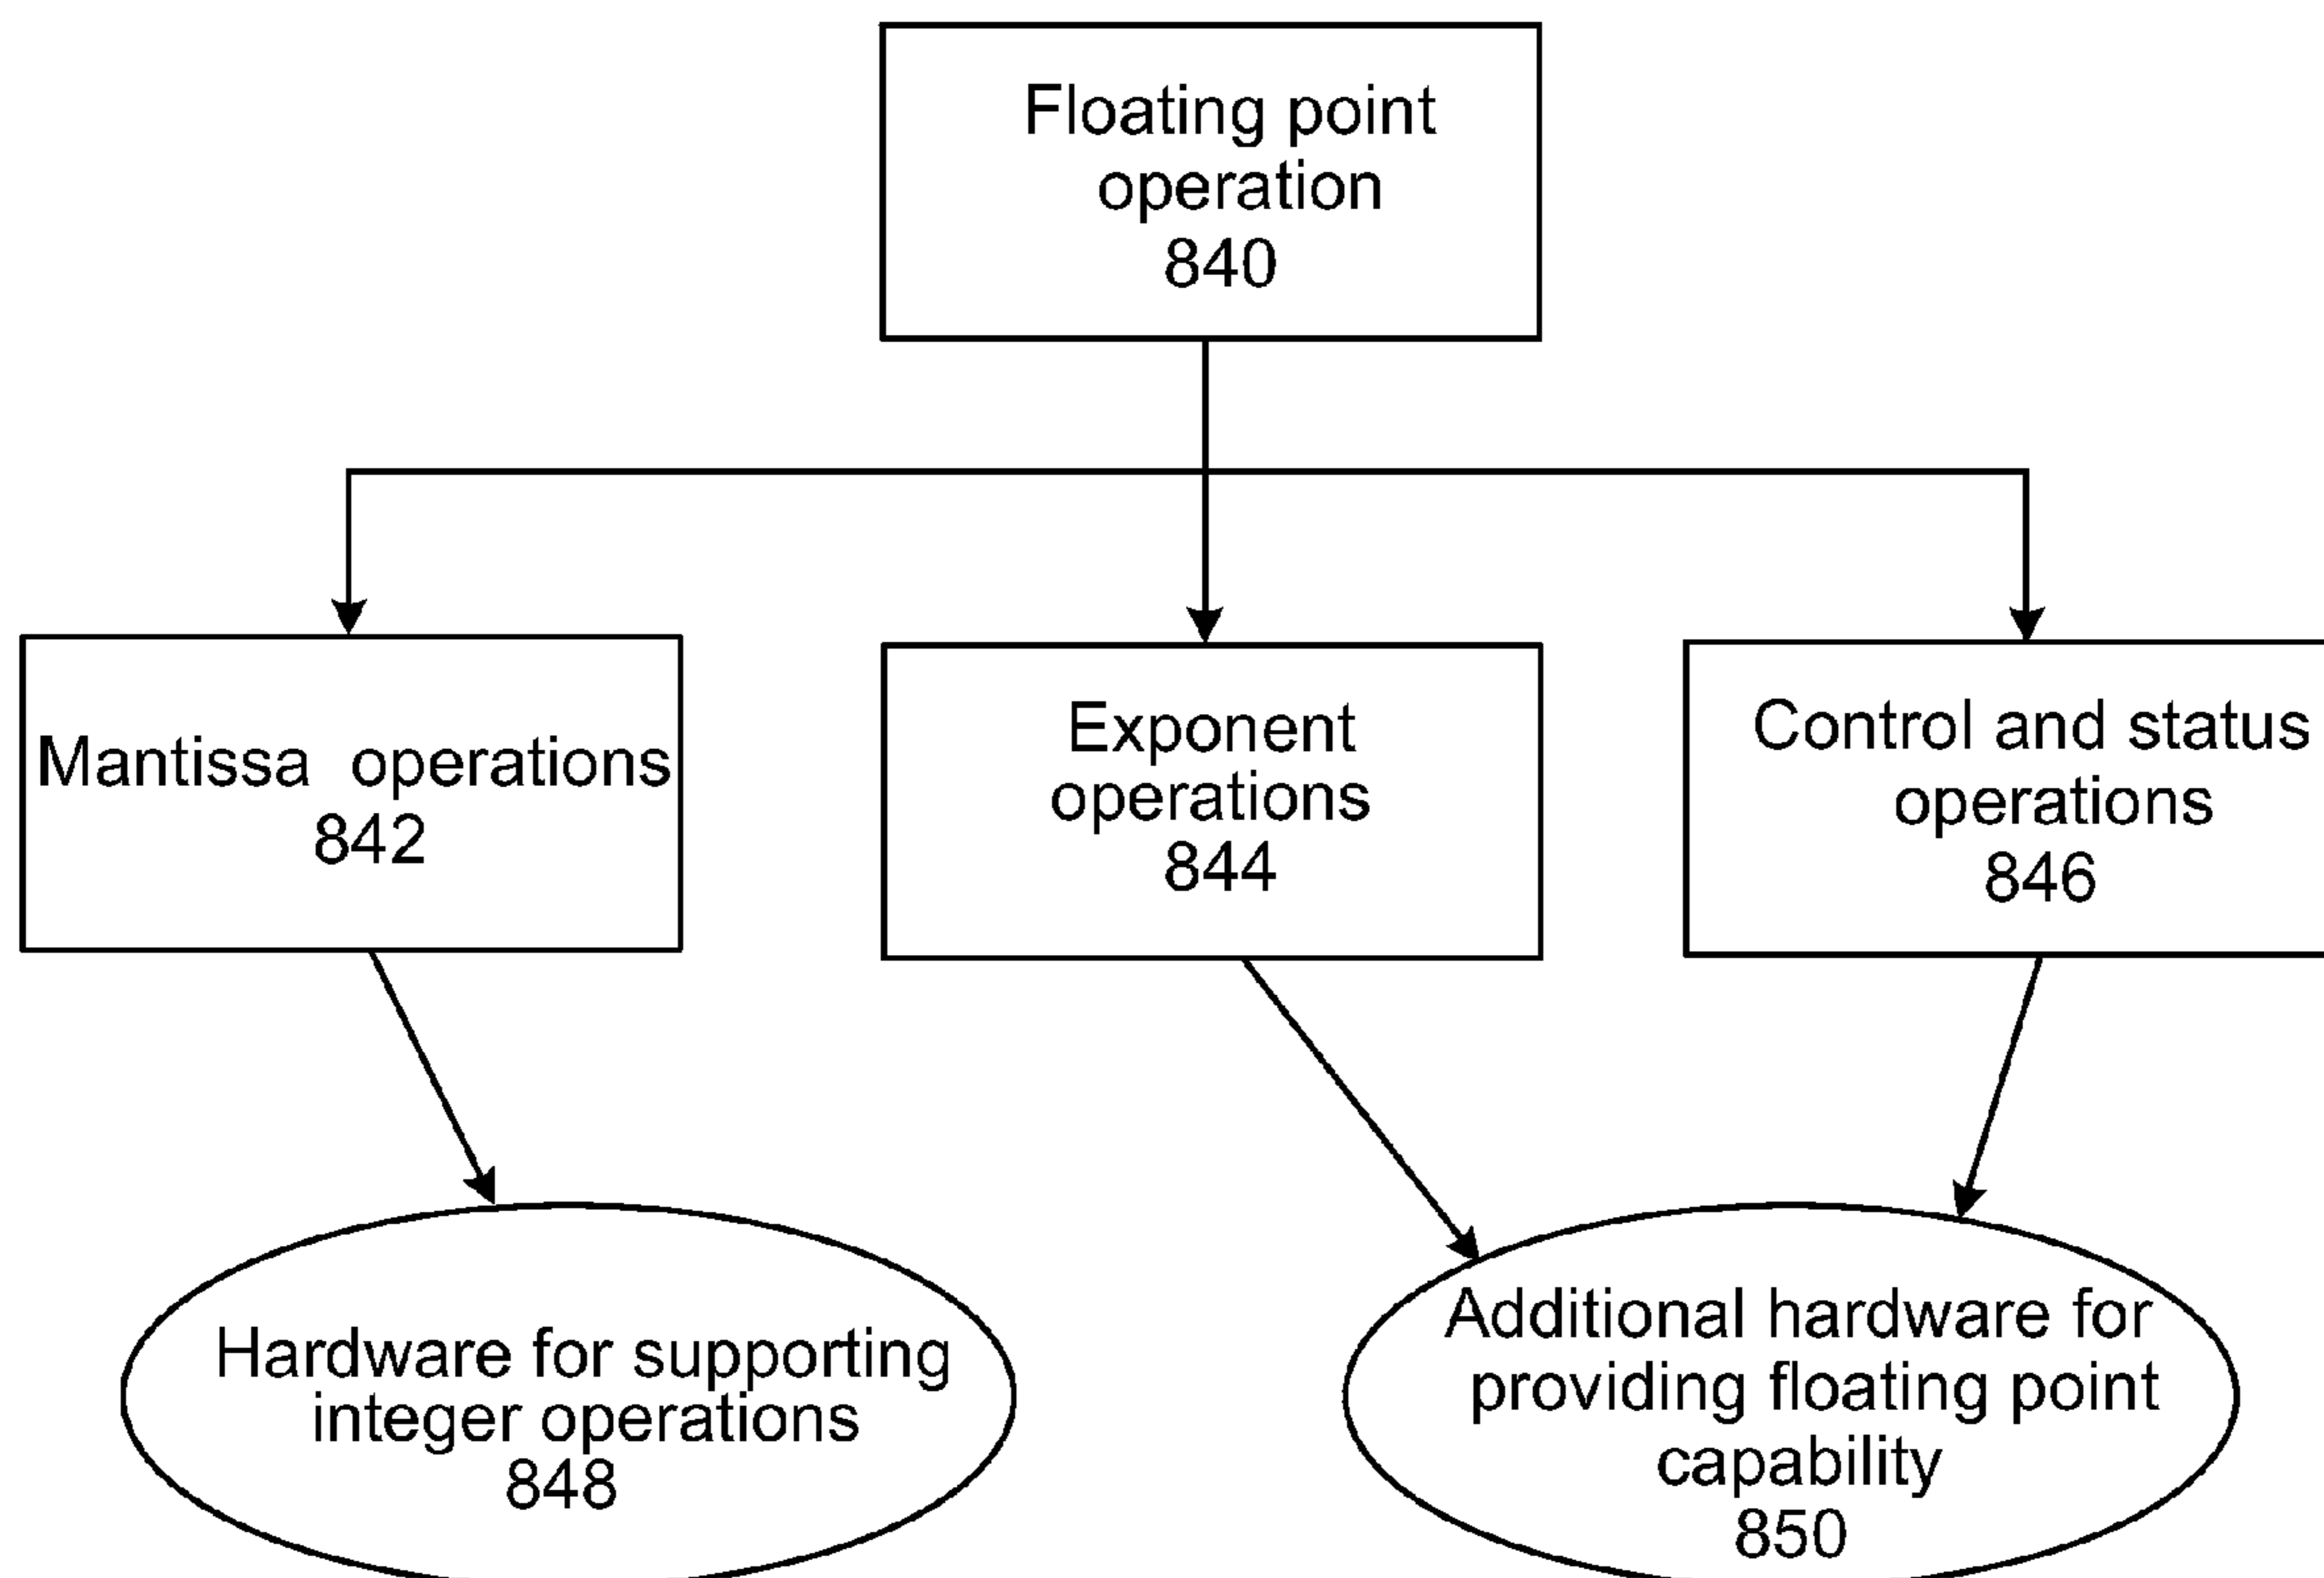 Floating point
operation
840
Mantissa operations
842
Exponent
operations
844
Control and status
operations
846
Hardware for supporting
integer operations
848
Additional hardware for
providing floating point
capability
850